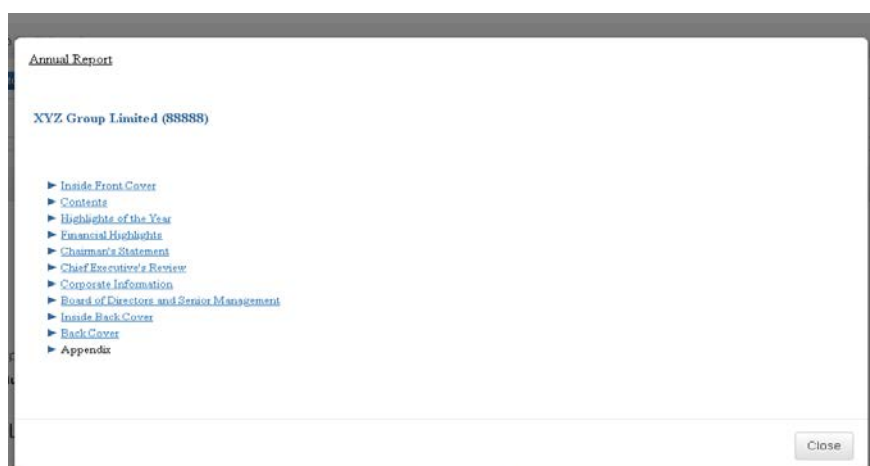 Annual Report
XYZ Group Limited (88888)
Inside Front Cover
Contents
Highlights of the Year
Financial Highlights
Chairman's Statement
Chief Executive's Review
Corporate Information
Board of Directors and Senior Management
Inside Back Cover
Back Cover
Appendix
Close